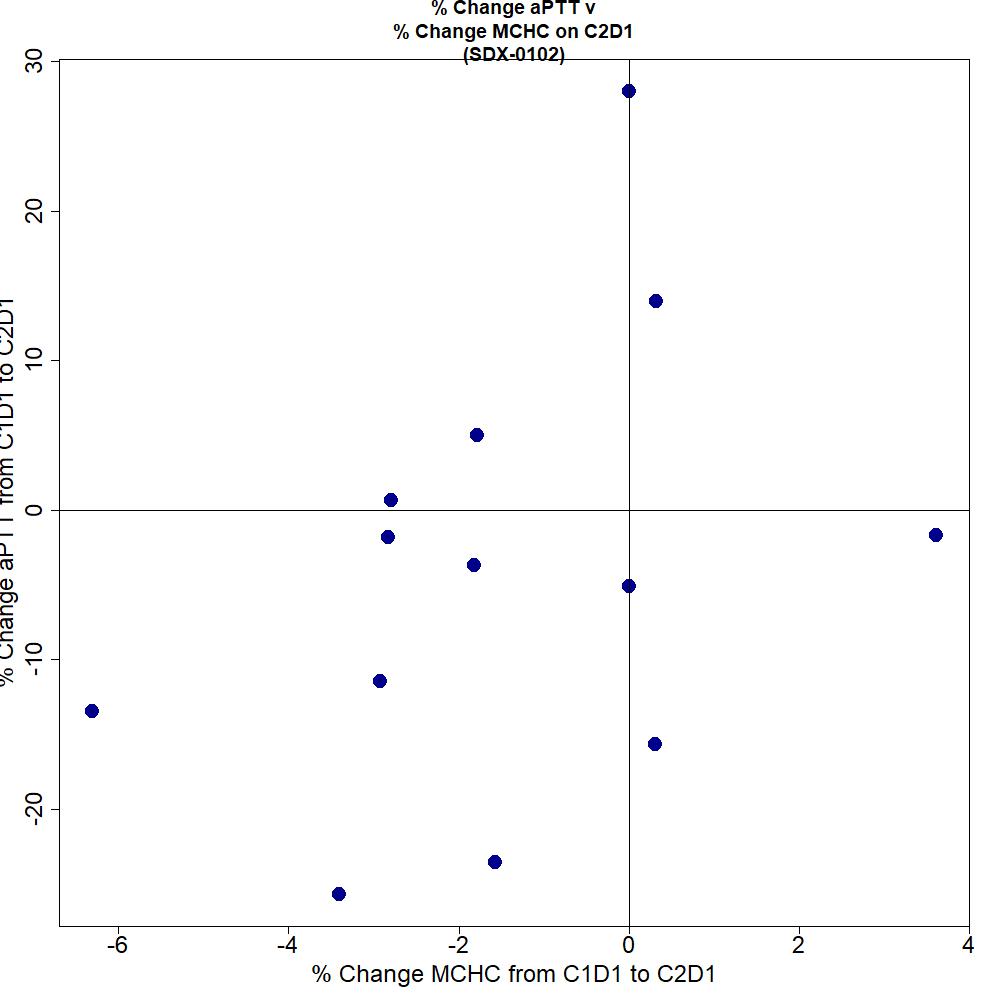 % Change aPTT v
% Change MCHC on C2D1
(SDX-0102)
30
20
10
0
-10
-20
% Change aPTT from C1D1 to C2D1
-6
-4
-2
0
2
4
% Change MCHC from C1D1 to C2D1